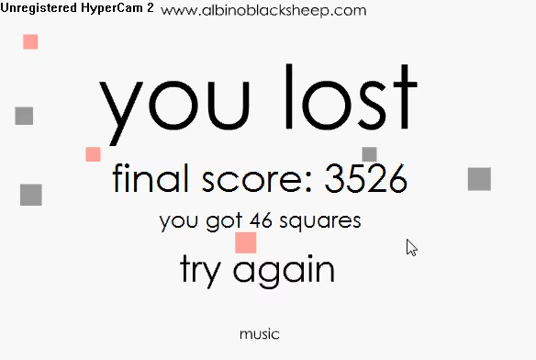 Unregistered HyperCam 2
www.albinoblacksheep.com
you lost
final score: 3526
you got 46 squares
try again
music